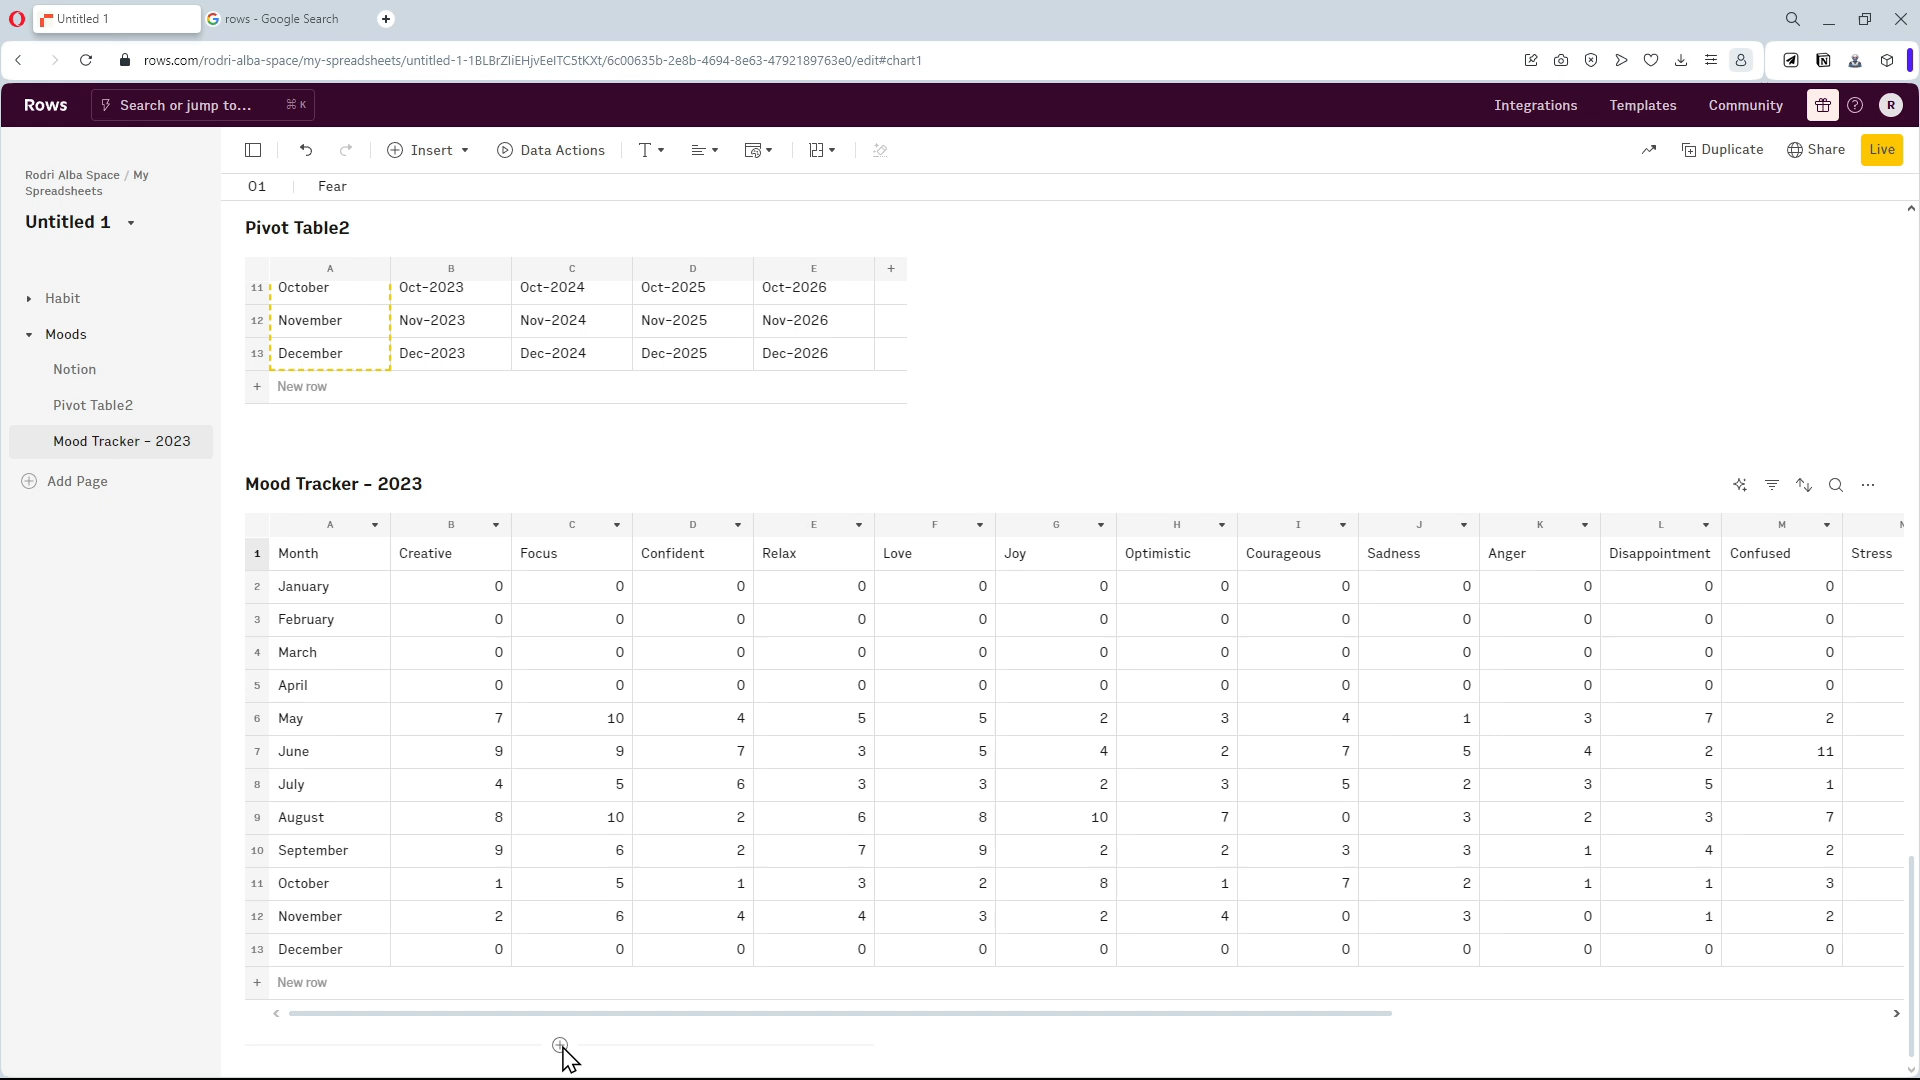 Untitled 1
rows - Google Search
rows.com/rodri-alba-space/my-spreadsheets/untitled-1-1BLBrZIiEHjvEeITC5tKXt/6c00635b-2e8b-4694-8e63-4792189763e0/edit#chart1
Rows
Search or jump to... ⌘ K
Integrations
Templates
Community
R
Insert
Data Actions
Duplicate
Share
Live
O1 Fear
Rodri Alba Space / My
Spreadsheets
Untitled 1
Habit
Moods
Notion
Pivot Table2
Mood Tracker - 2023
Add Page
Pivot Table2
A B C D E +
11 October Oct-2023 Oct-2024 Oct-2025 Oct-2026
12 November Nov-2023 Nov-2024 Nov-2025 Nov-2026
13 December Dec-2023 Dec-2024 Dec-2025 Dec-2026
+ New row
Mood Tracker - 2023
A B C D E F G H I J K L M N
1 Month Creative Focus Confident Relax Love Joy Optimistic Courageous Sadness Anger Disappointment Confused Stress
2 January 0 0 0 0 0 0 0 0 0 0 0 0
3 February 0 0 0 0 0 0 0 0 0 0 0 0
4 March 0 0 0 0 0 0 0 0 0 0 0 0
5 April 0 0 0 0 0 0 0 0 0 0 0 0
6 May 7 10 4 5 5 2 3 4 1 3 7 2
7 June 9 9 7 3 5 4 2 7 5 4 2 11
8 July 4 5 6 3 3 2 3 5 2 3 5 1
9 August 8 10 2 6 8 10 7 0 3 2 3 7
10 September 9 6 2 7 9 2 2 3 3 1 4 2
11 October 1 5 1 3 2 8 1 7 2 1 1 3
12 November 2 6 4 4 3 2 4 0 3 0 1 2
13 December 0 0 0 0 0 0 0 0 0 0 0 0
+ New row